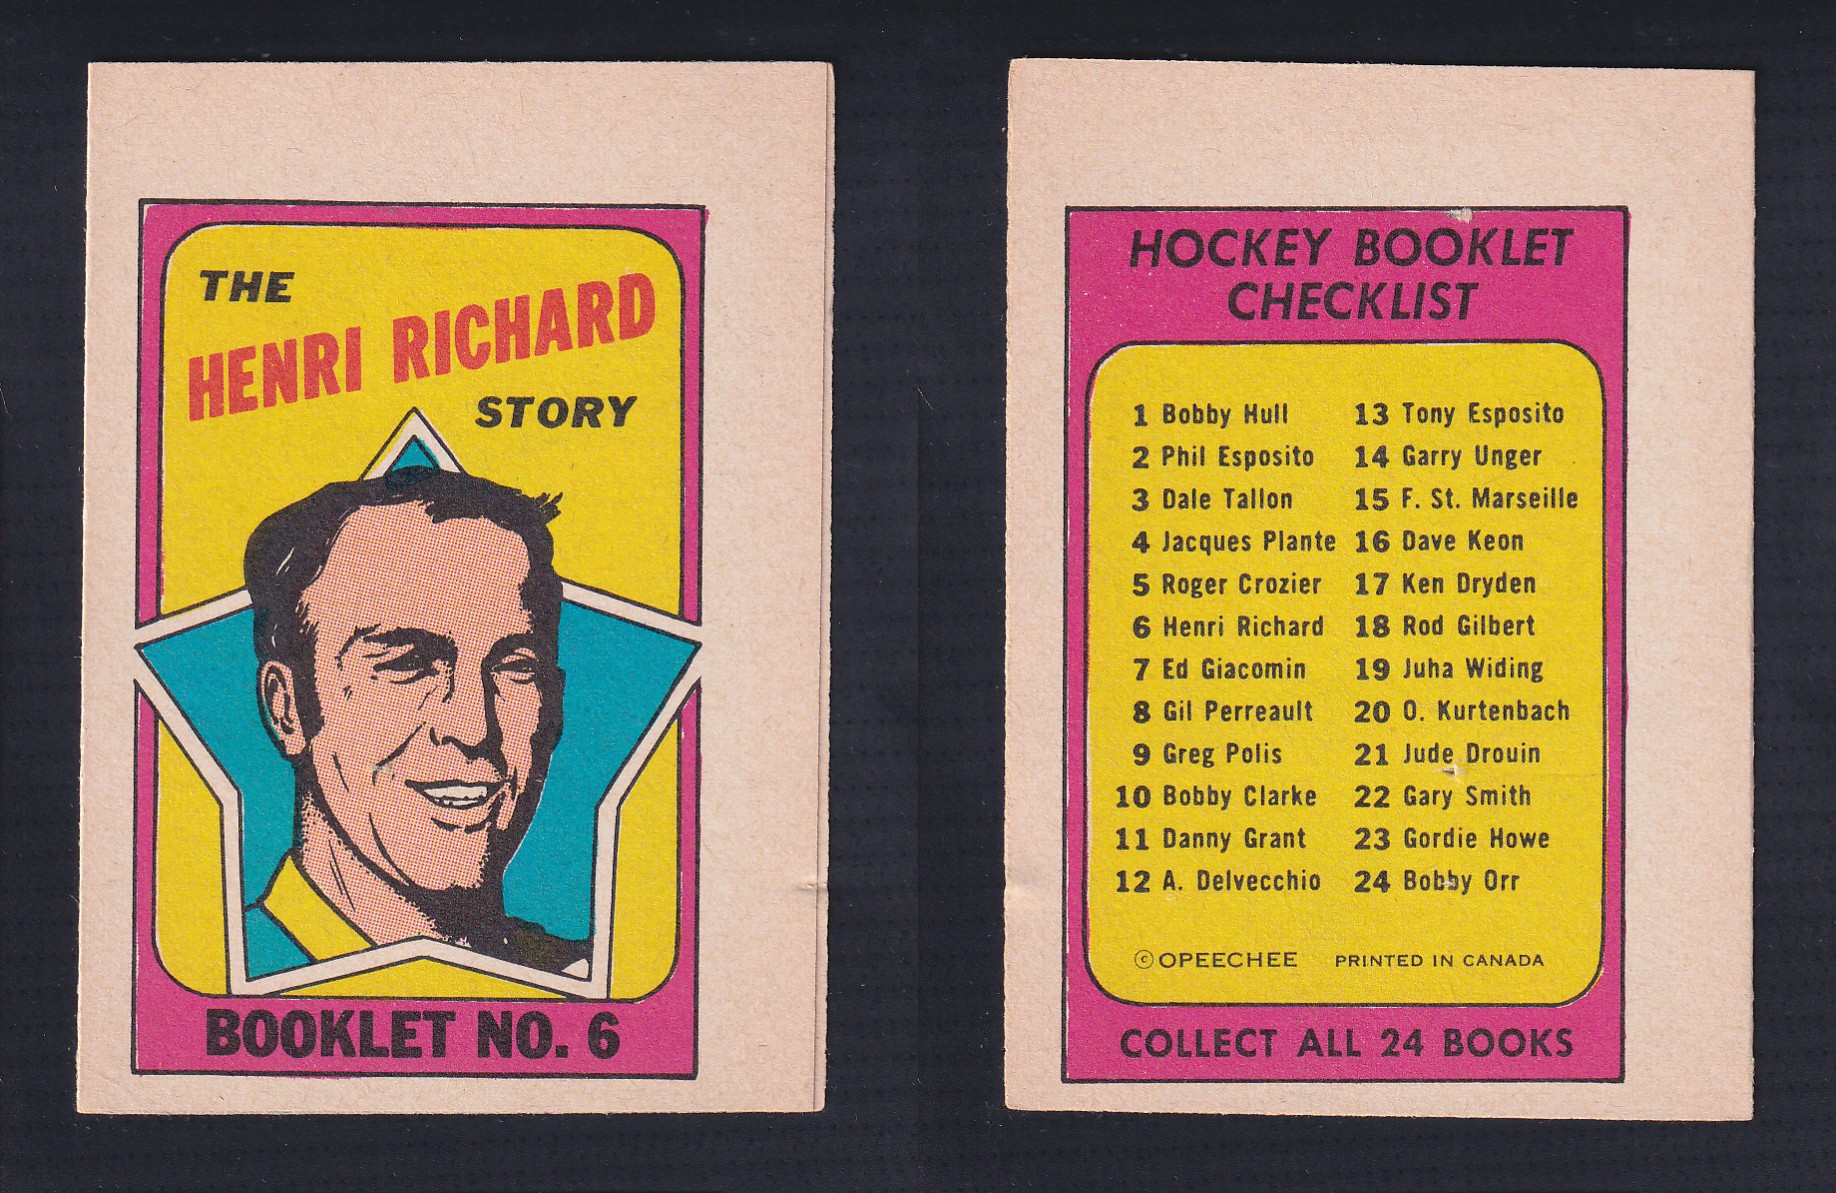 THE
HENRI RICHARD
STORY
BOOKLET NO. 6
HOCKEY BOOKLET
CHECKLIST
1 Bobby Hull
2 Phil Esposito
3 Dale Tallon
4 Jacques Plante
5 Roger Crozier
6 Henri Richard
7 Ed Giacomin
8 Gil Perreault
9 Greg Polis
10 Bobby Clarke
11 Danny Grant
12 A. Delvecchio
13 Tony Esposito
14 Garry Unger
15 F. St. Marseille
16 Dave Keon
17 Ken Dryden
18 Rod Gilbert
19 Juha Widing
20 O. Kurtenbach
21 Jude Drouin
22 Gary Smith
23 Gordie Howe
24 Bobby Orr
© OPEECHEE PRINTED IN CANADA
COLLECT ALL 24 BOOKS